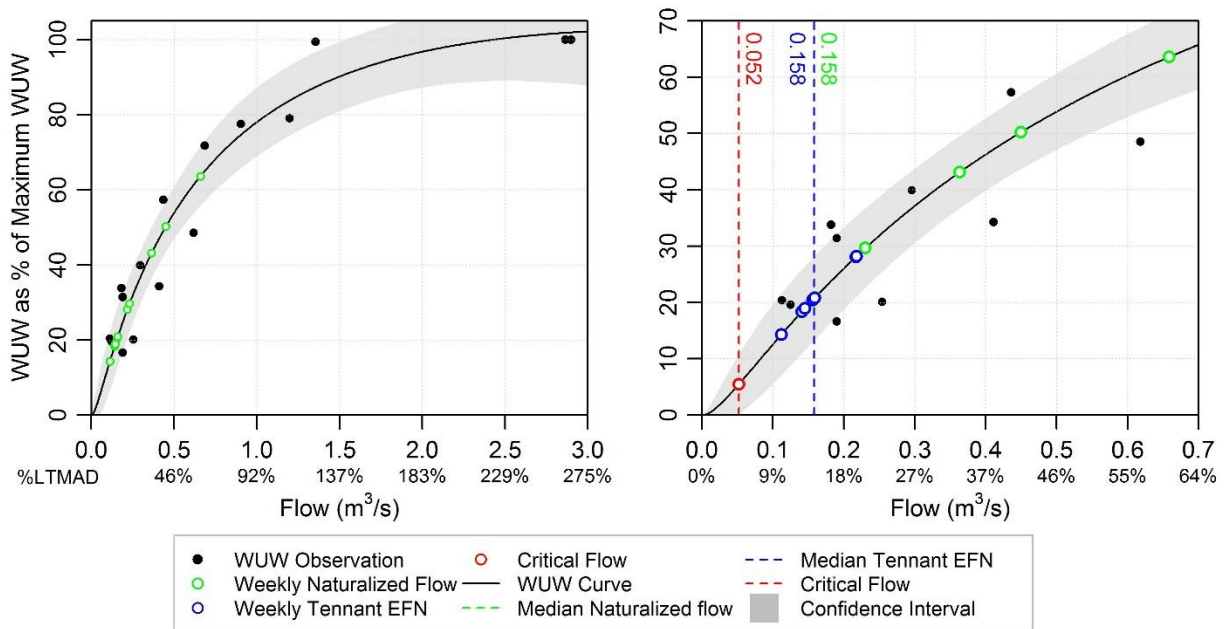 WUW as % of Maximum WUW
100
80
60
40
20
0
0.0 0.5 1.0 1.5 2.0 2.5 3.0
%LTMAD 46% 92% 137% 183% 229% 275%
Flow (m³/s)
70
60
50
40
30
20
10
0
0.052
0.158
0.158
0.0 0.1 0.2 0.3 0.4 0.5 0.6 0.7
0% 9% 18% 27% 37% 46% 55% 64%
Flow (m³/s)
WUW Observation
Weekly Naturalized Flow
Weekly Tennant EFN
Critical Flow
WUW Curve
Median Naturalized flow
Median Tennant EFN
Critical Flow
Confidence Interval